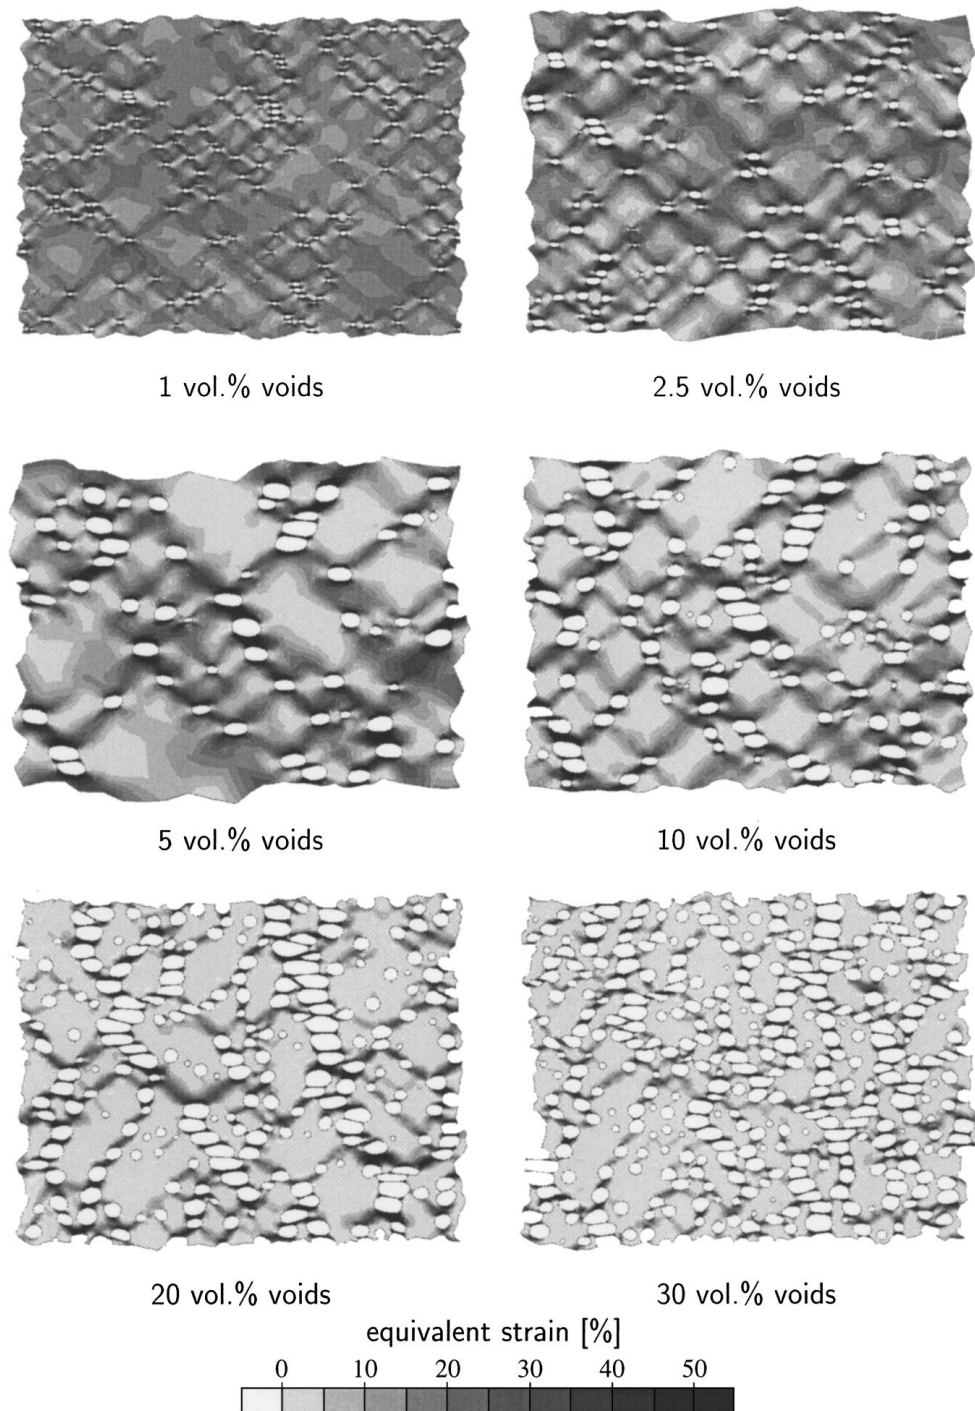 1 vol.% voids
2.5 vol.% voids
5 vol.% voids
10 vol.% voids
20 vol.% voids
30 vol.% voids
equivalent strain [%]
0 10 20 30 40 50